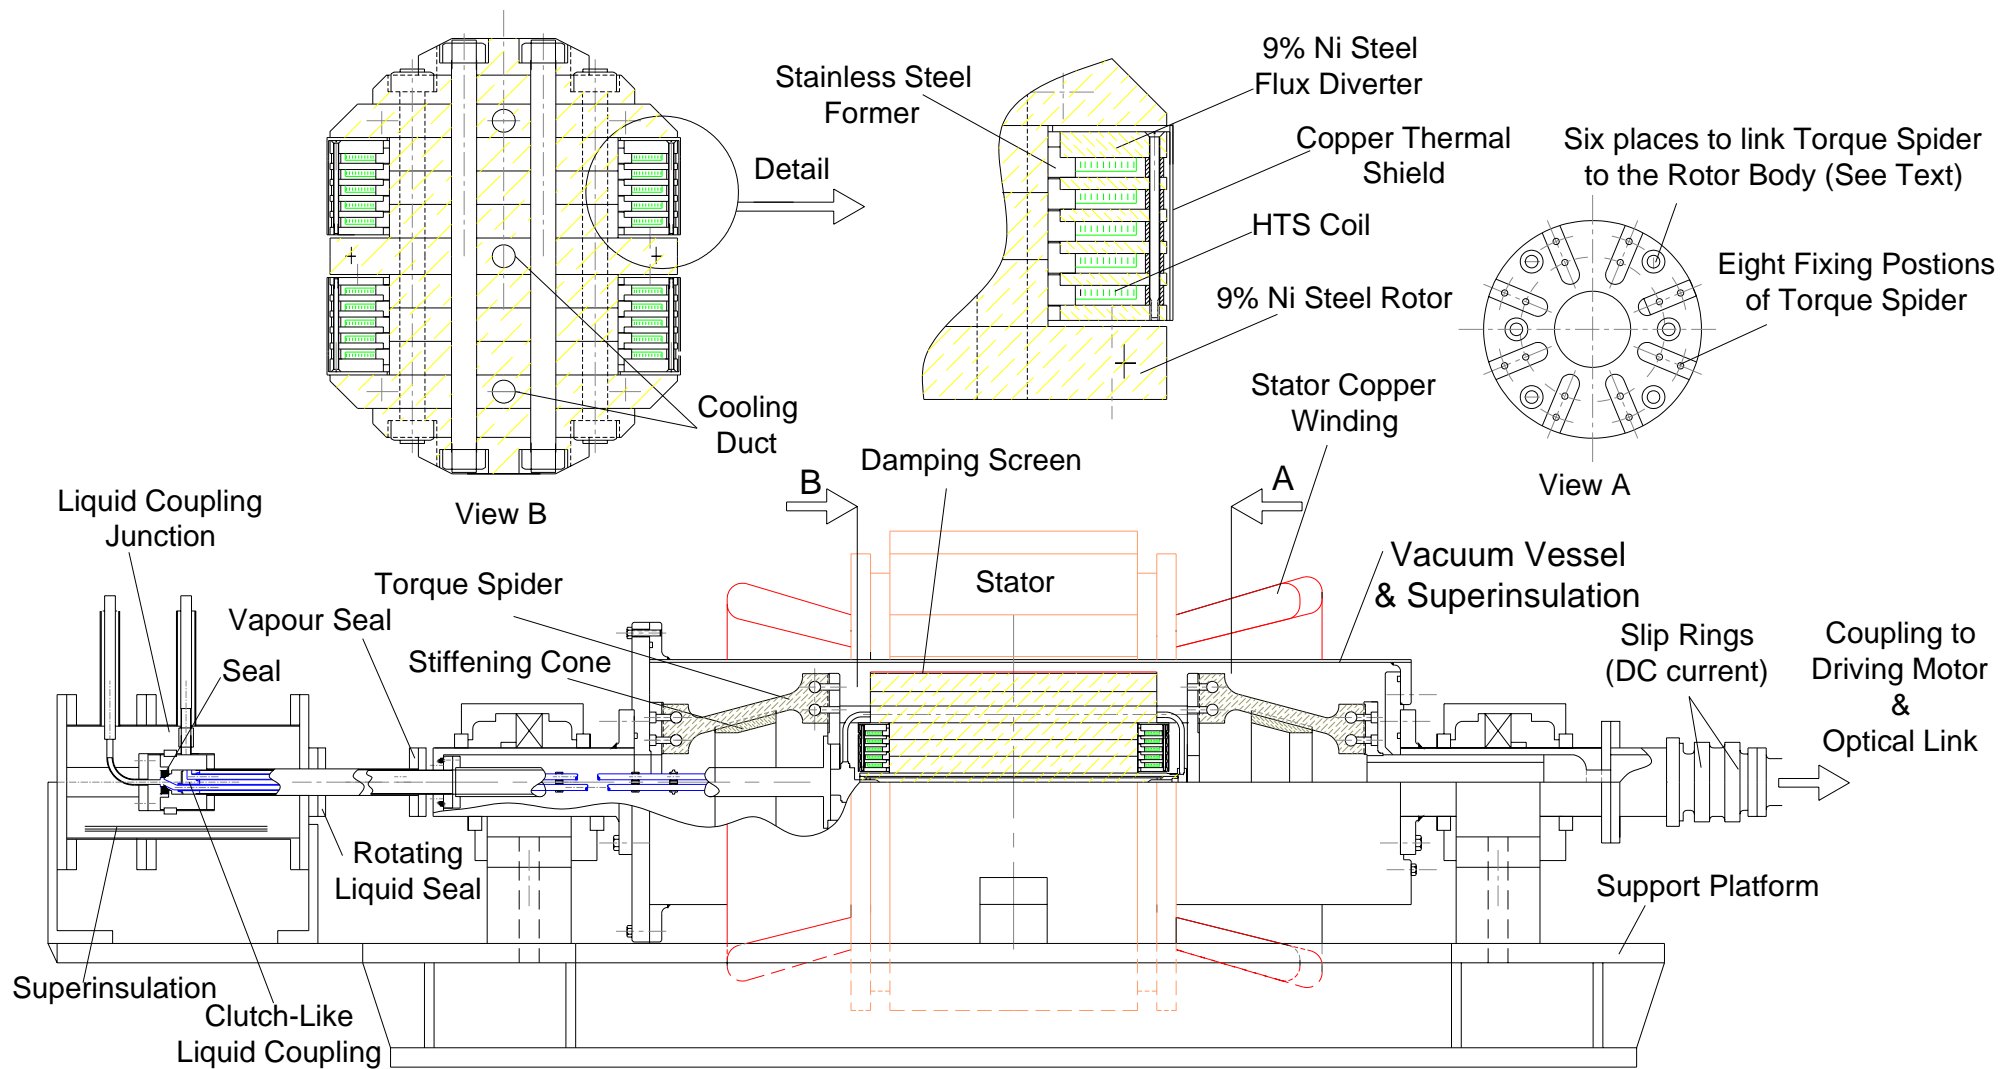 9% Ni Steel
Flux Diverter
Stainless Steel
Former
Copper Thermal
Shield
Six places to link Torque Spider
to the Rotor Body (See Text)
Detail
HTS Coil
Eight Fixing Postions
of Torque Spider
9% Ni Steel Rotor
Stator Copper
Winding
Cooling
Duct
Damping Screen
View A
View B
B
A
Liquid Coupling
Junction
Torque Spider
Stator
Vacuum Vessel
& Superinsulation
Vapour Seal
Slip Rings
(DC current)
Coupling to
Driving Motor
&
Optical Link
Seal
Stiffening Cone
Rotating
Liquid Seal
Support Platform
Superinsulation
Clutch-Like
Liquid Coupling